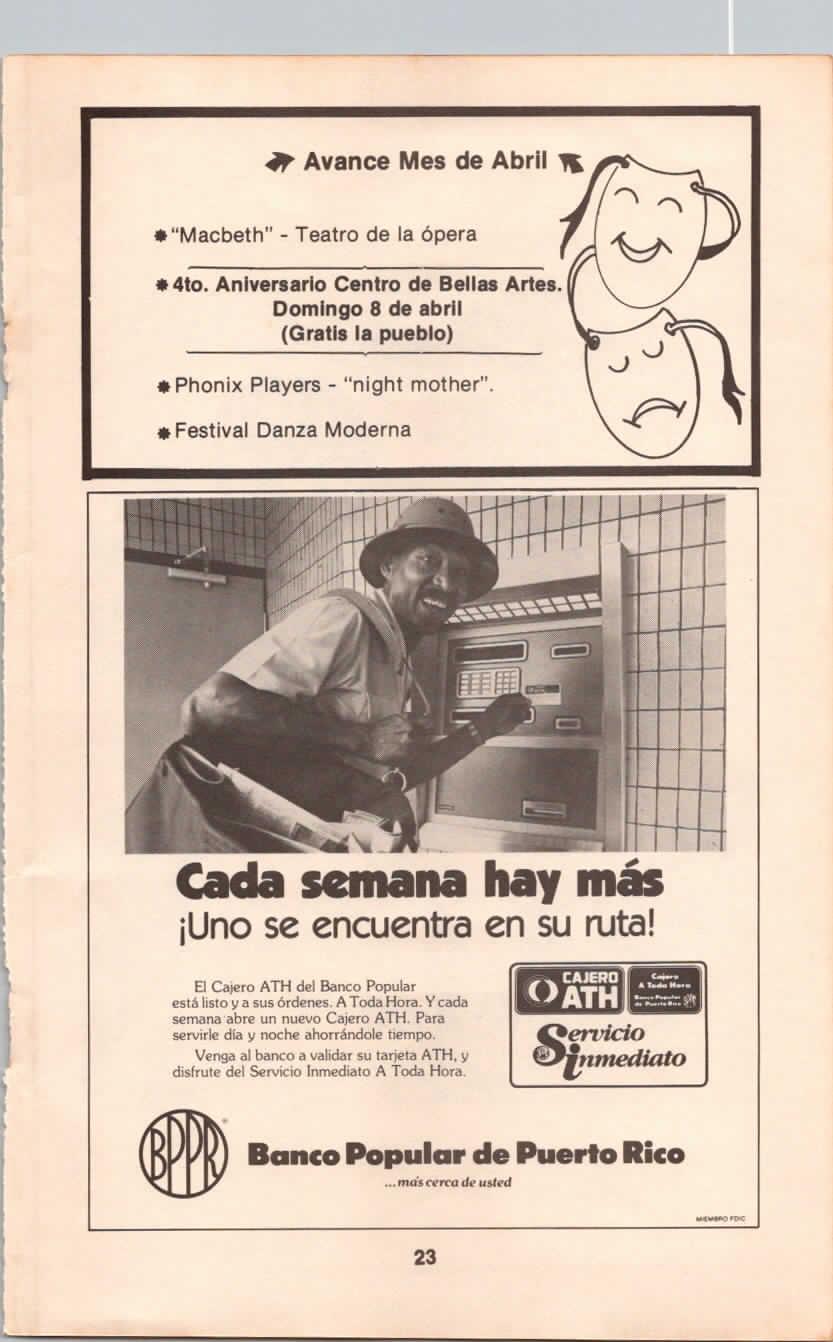 Avance Mes de Abril
“Macbeth” - Teatro de la ópera
4to. Aniversario Centro de Bellas Artes.
Domingo 8 de abril
(Gratis la pueblo)
Phonix Players - “night mother”.
Festival Danza Moderna
Cada semana hay más
¡Uno se encuentra en su ruta!
El Cajero ATH del Banco Popular
está listo y a sus órdenes. A Toda Hora. Y cada
semana abre un nuevo Cajero ATH. Para
servirle día y noche ahorrándole tiempo.
Venga al banco a validar su tarjeta ATH, y
disfrute del Servicio Inmediato A Toda Hora.
CAJERO
ATH
Cajero
A Toda Hora
Banco Popular
de Puerto Rico
Servicio
Inmediato
BPPR
Banco Popular de Puerto Rico
...más cerca de usted
MIEMBRO FDIC
23